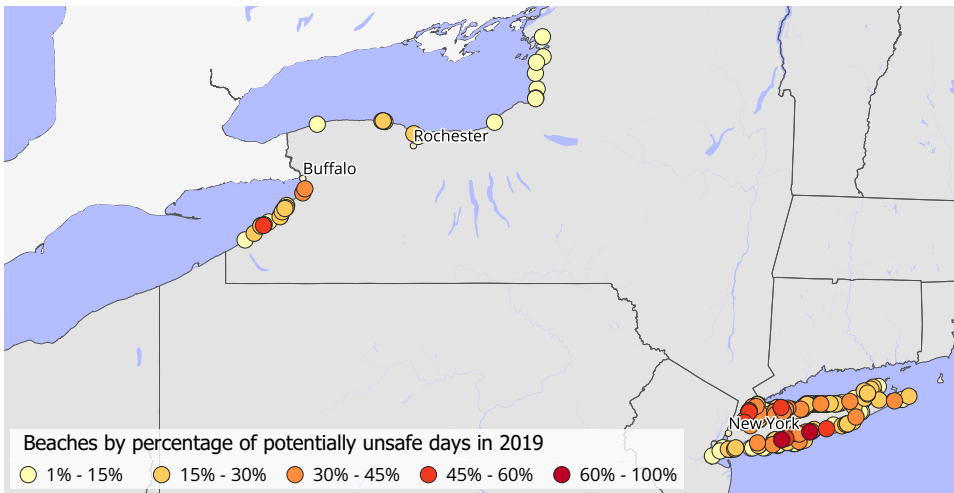 Rochester
Buffalo
New York
Beaches by percentage of potentially unsafe days in 2019
1% - 15% 15% - 30% 30% - 45% 45% - 60% 60% - 100%